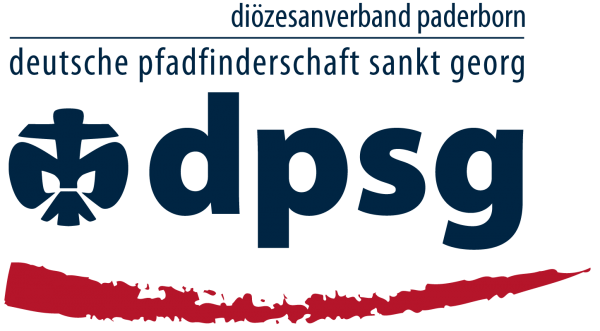 diözesanverband paderborn
deutsche pfadfinderschaft sankt georg
dpsg